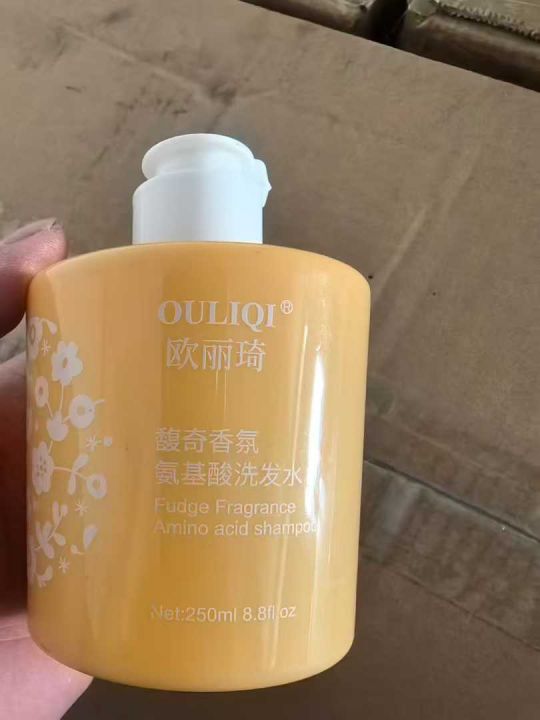 OULIQI®
欧丽琦
馥奇香氛
氨基酸洗发水
Fudge Fragrance
Amino acid shampoo
Net:250ml 8.8fl.oz